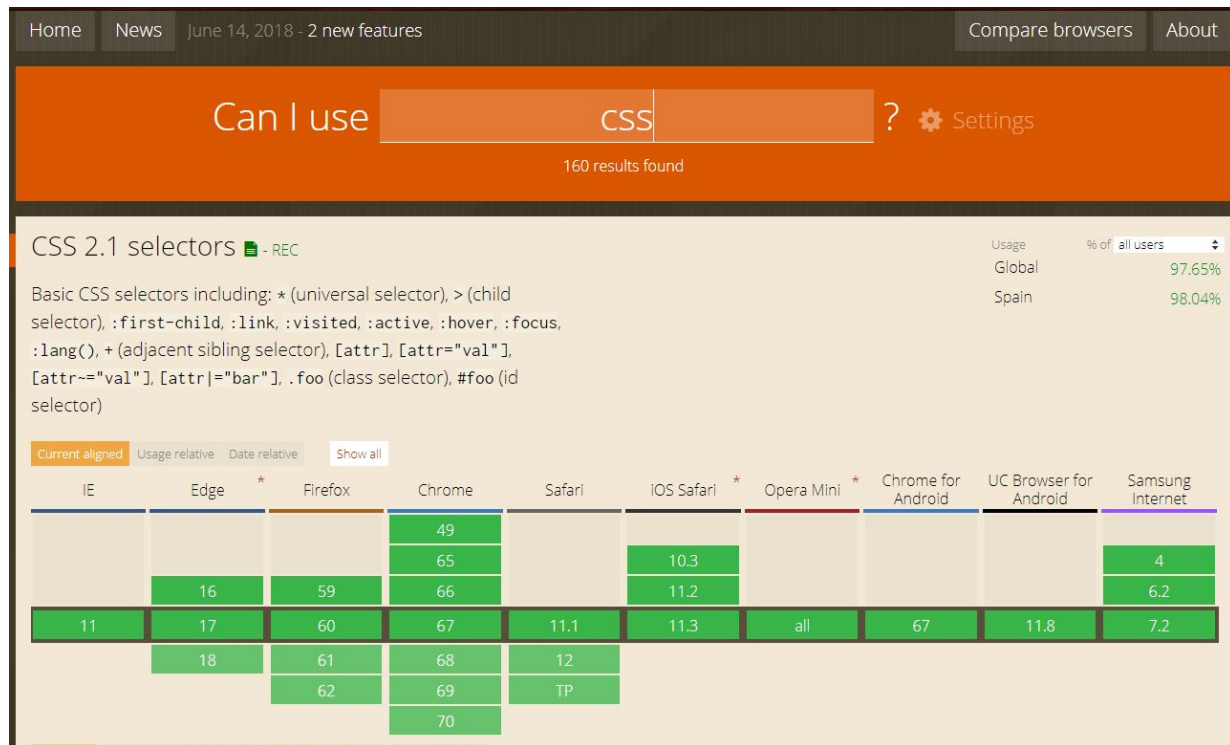 Home News June 14, 2018 - 2 new features Compare browsers About
Can I use css ? Settings
160 results found
CSS 2.1 selectors - REC
Usage % of all users
Global 97.65%
Spain 98.04%
Basic CSS selectors including: * (universal selector), > (child
selector), :first-child, :link, :visited, :active, :hover, :focus,
:lang(), + (adjacent sibling selector), [attr], [attr="val"],
[attr~="val"], [attr|="bar"], .foo (class selector), #foo (id
selector)
Current aligned Usage relative Date relative Show all
IE Edge * Firefox Chrome Safari iOS Safari * Opera Mini * Chrome for Android UC Browser for Android Samsung Internet
49
65 10.3 4
16 59 66 11.2 6.2
11 17 60 67 11.1 11.3 all 67 11.8 7.2
18 61 68 12
62 69 TP
70